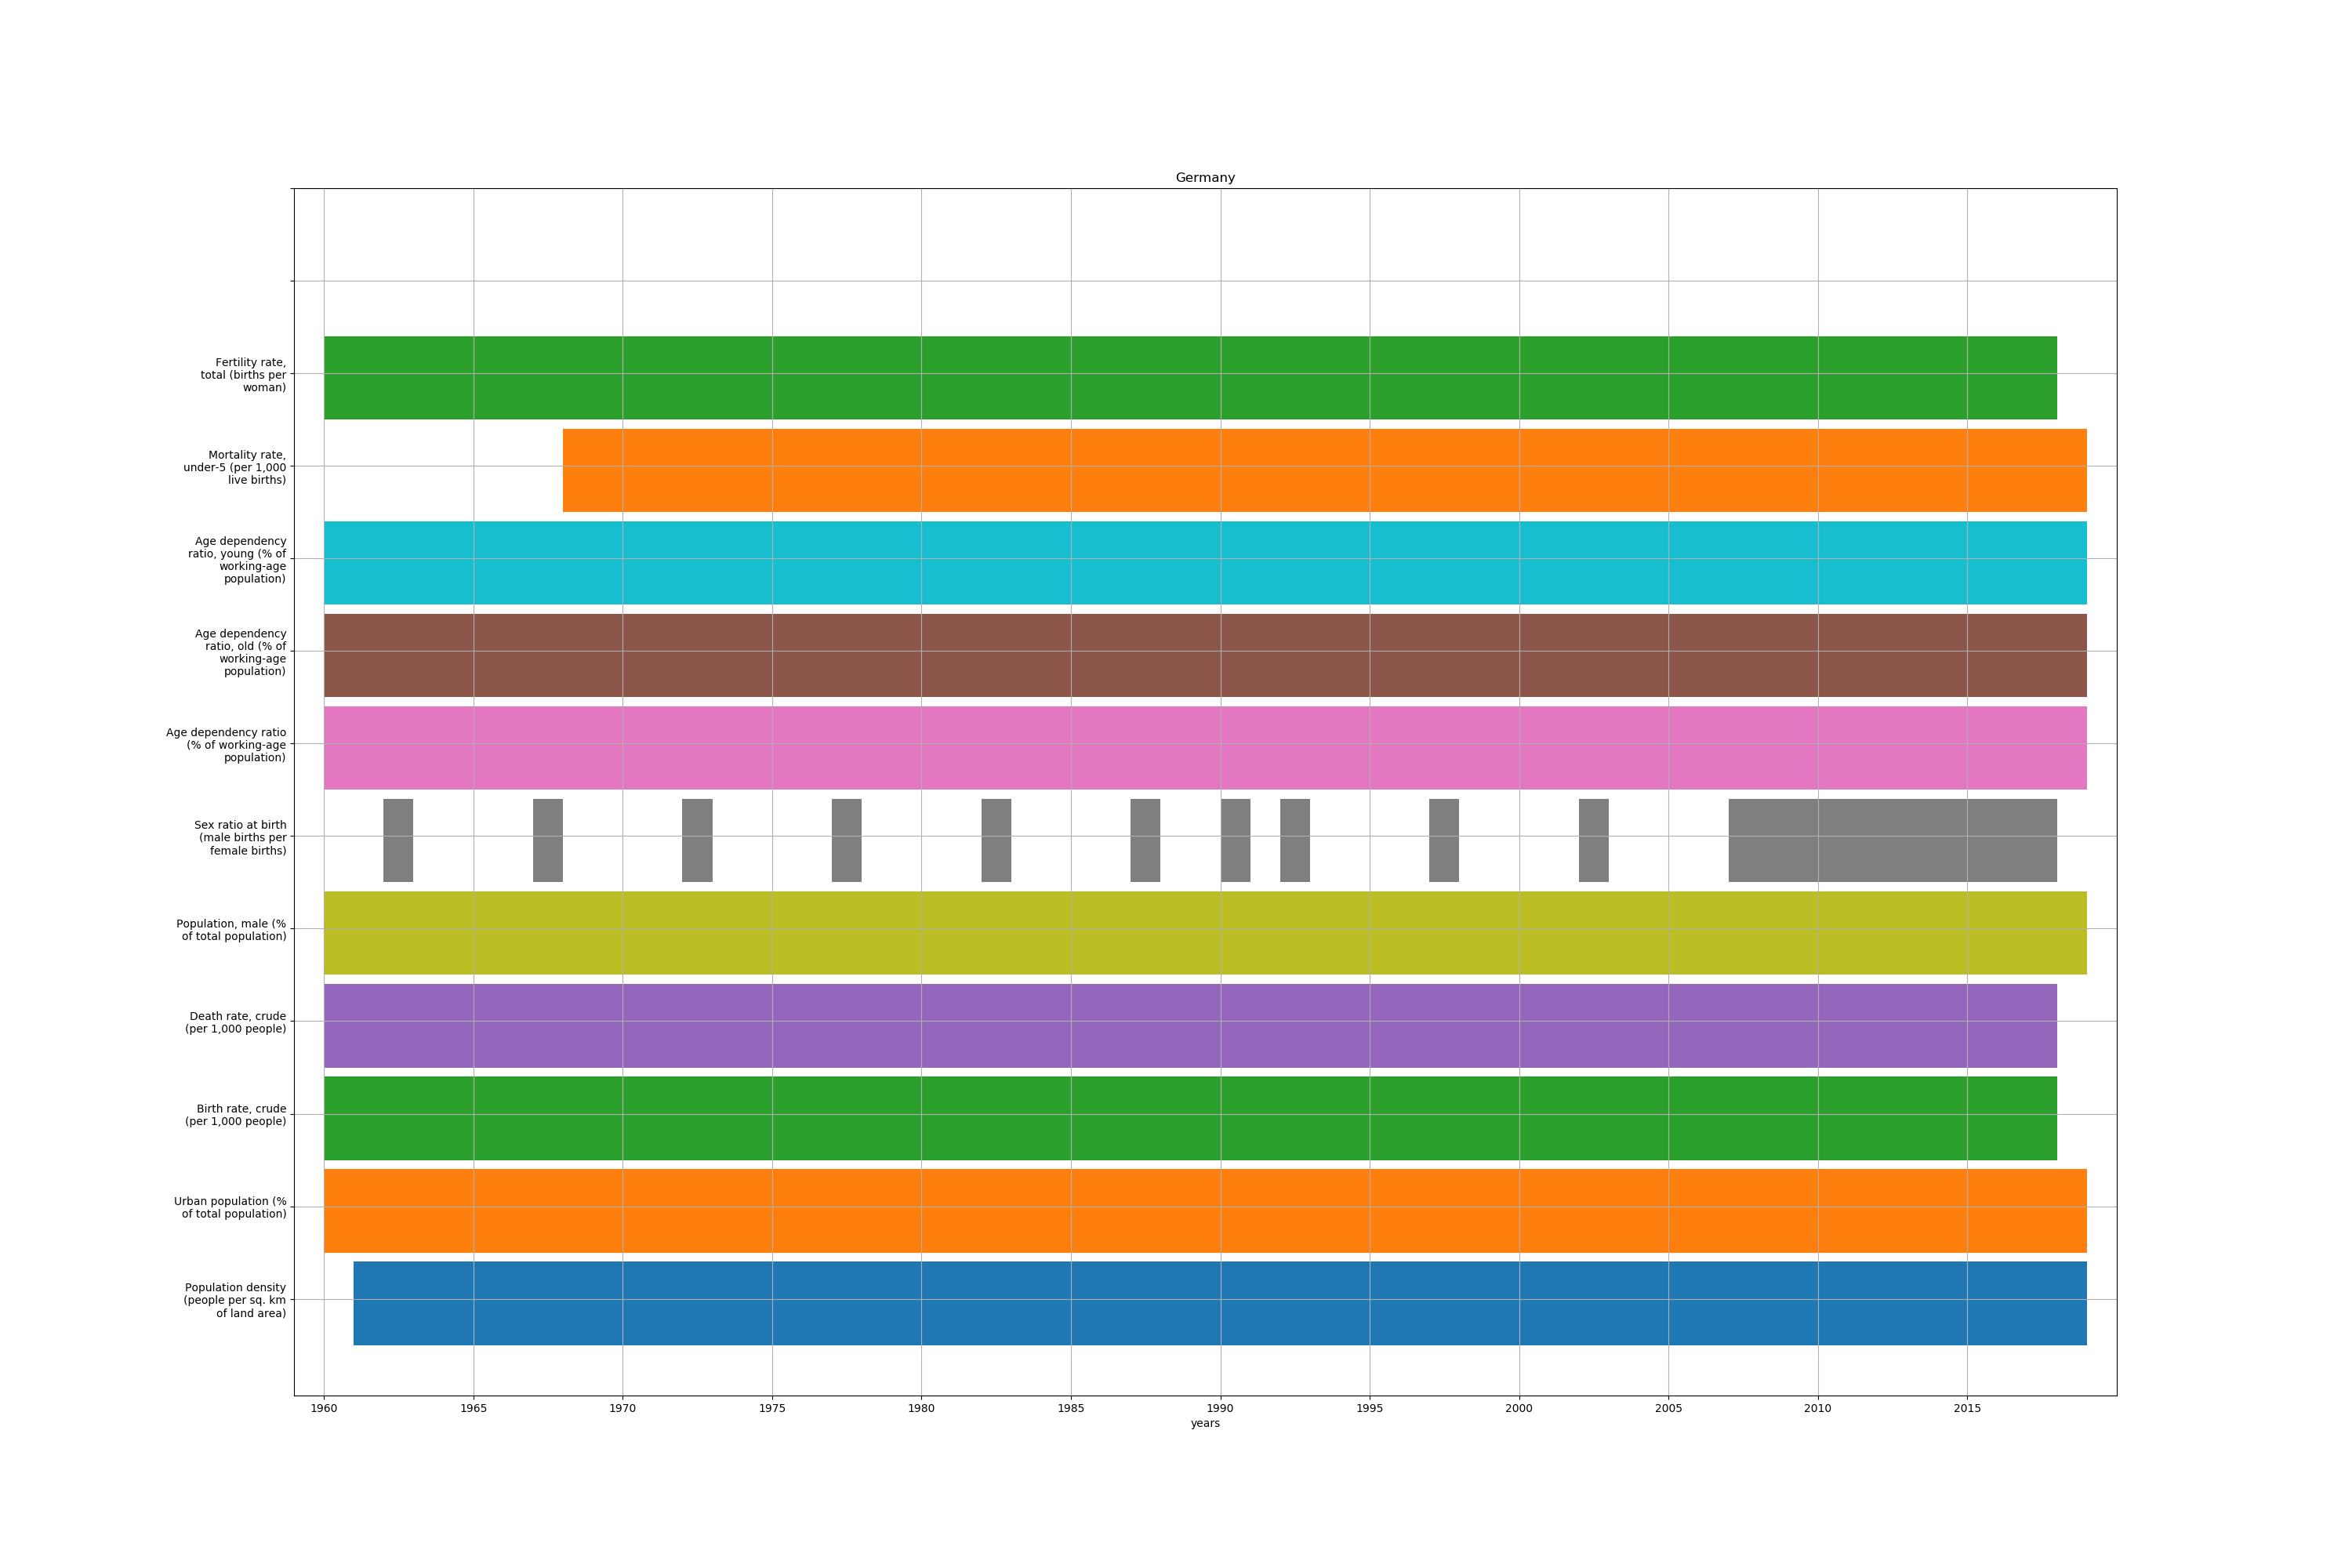 Germany
Fertility rate,
total (births per
woman)
Mortality rate,
under-5 (per 1,000
live births)
Age dependency
ratio, young (% of
working-age
population)
Age dependency
ratio, old (% of
working-age
population)
Age dependency ratio
(% of working-age
population)
Sex ratio at birth
(male births per
female births)
Population, male (%
of total population)
Death rate, crude
(per 1,000 people)
Birth rate, crude
(per 1,000 people)
Urban population (%
of total population)
Population density
(people per sq. km
of land area)
1960 1965 1970 1975 1980 1985 1990 1995 2000 2005 2010 2015
years